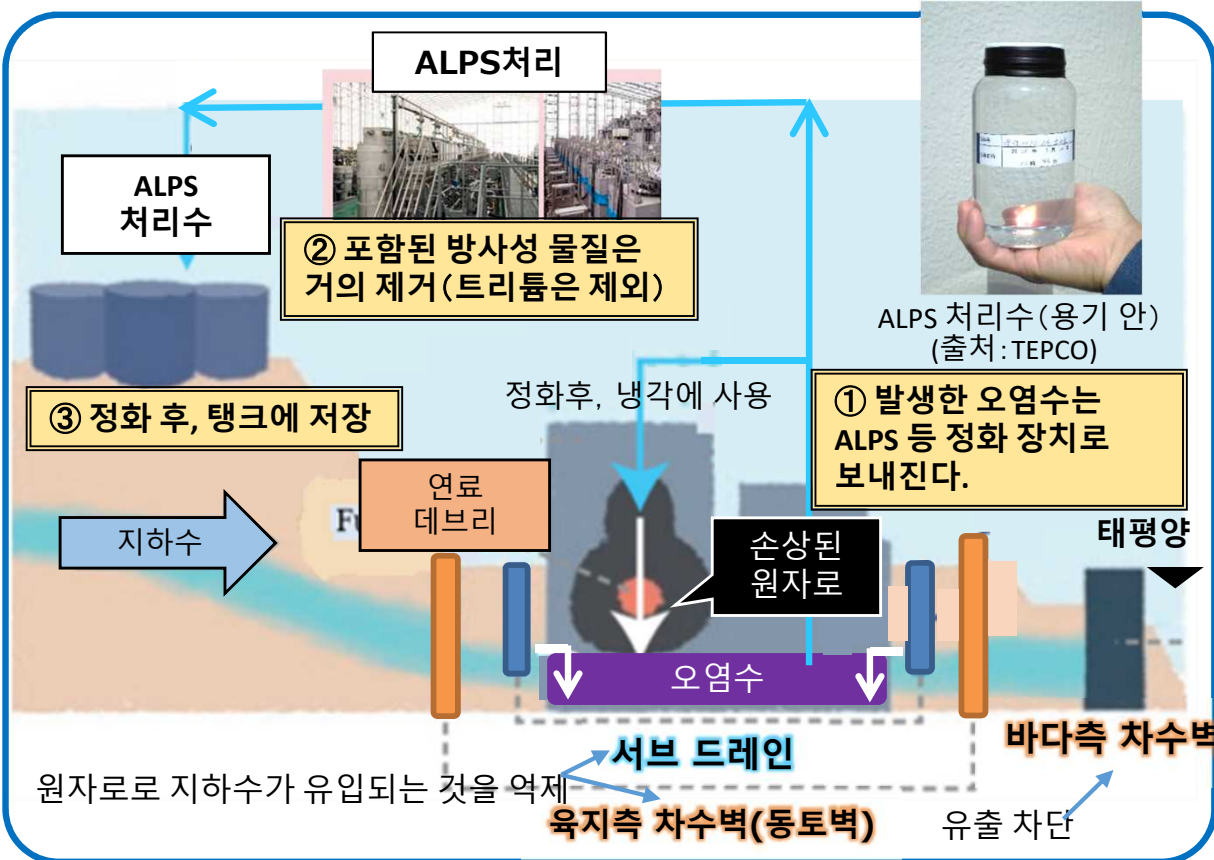 ALPS처리
ALPS
처리수
② 포함된 방사성 물질은
거의 제거(트리튬은 제외)
ALPS 처리수(용기 안)
(출처:TEPCO)
③ 정화 후, 탱크에 저장
정화후, 냉각에 사용
① 발생한 오염수는
ALPS 등 정화 장치로
보내진다.
연료
데브리
Fu
지하수
손상된
원자로
태평양
오염수
서브 드레인
바다측 차수벽
원자로로 지하수가 유입되는 것을 억제
육지측 차수벽(동토벽)
유출 차단